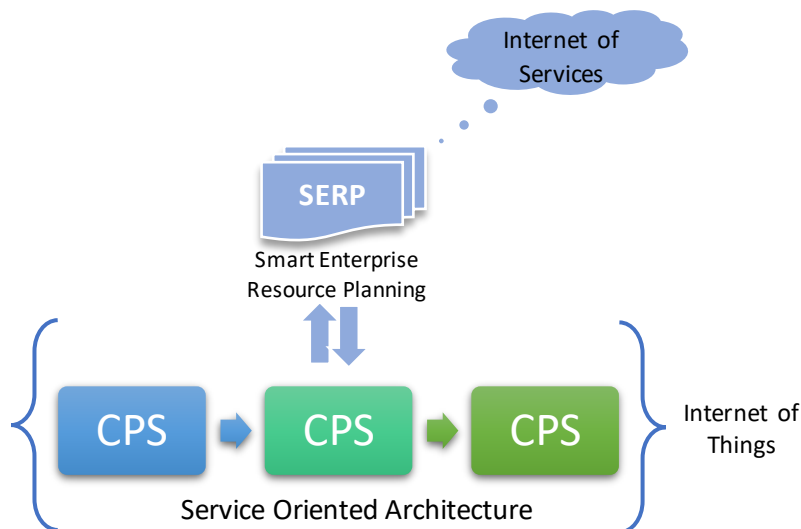 Internet of
Services
SERP
Smart Enterprise
Resource Planning
CPS
CPS
CPS
Internet of
Things
Service Oriented Architecture